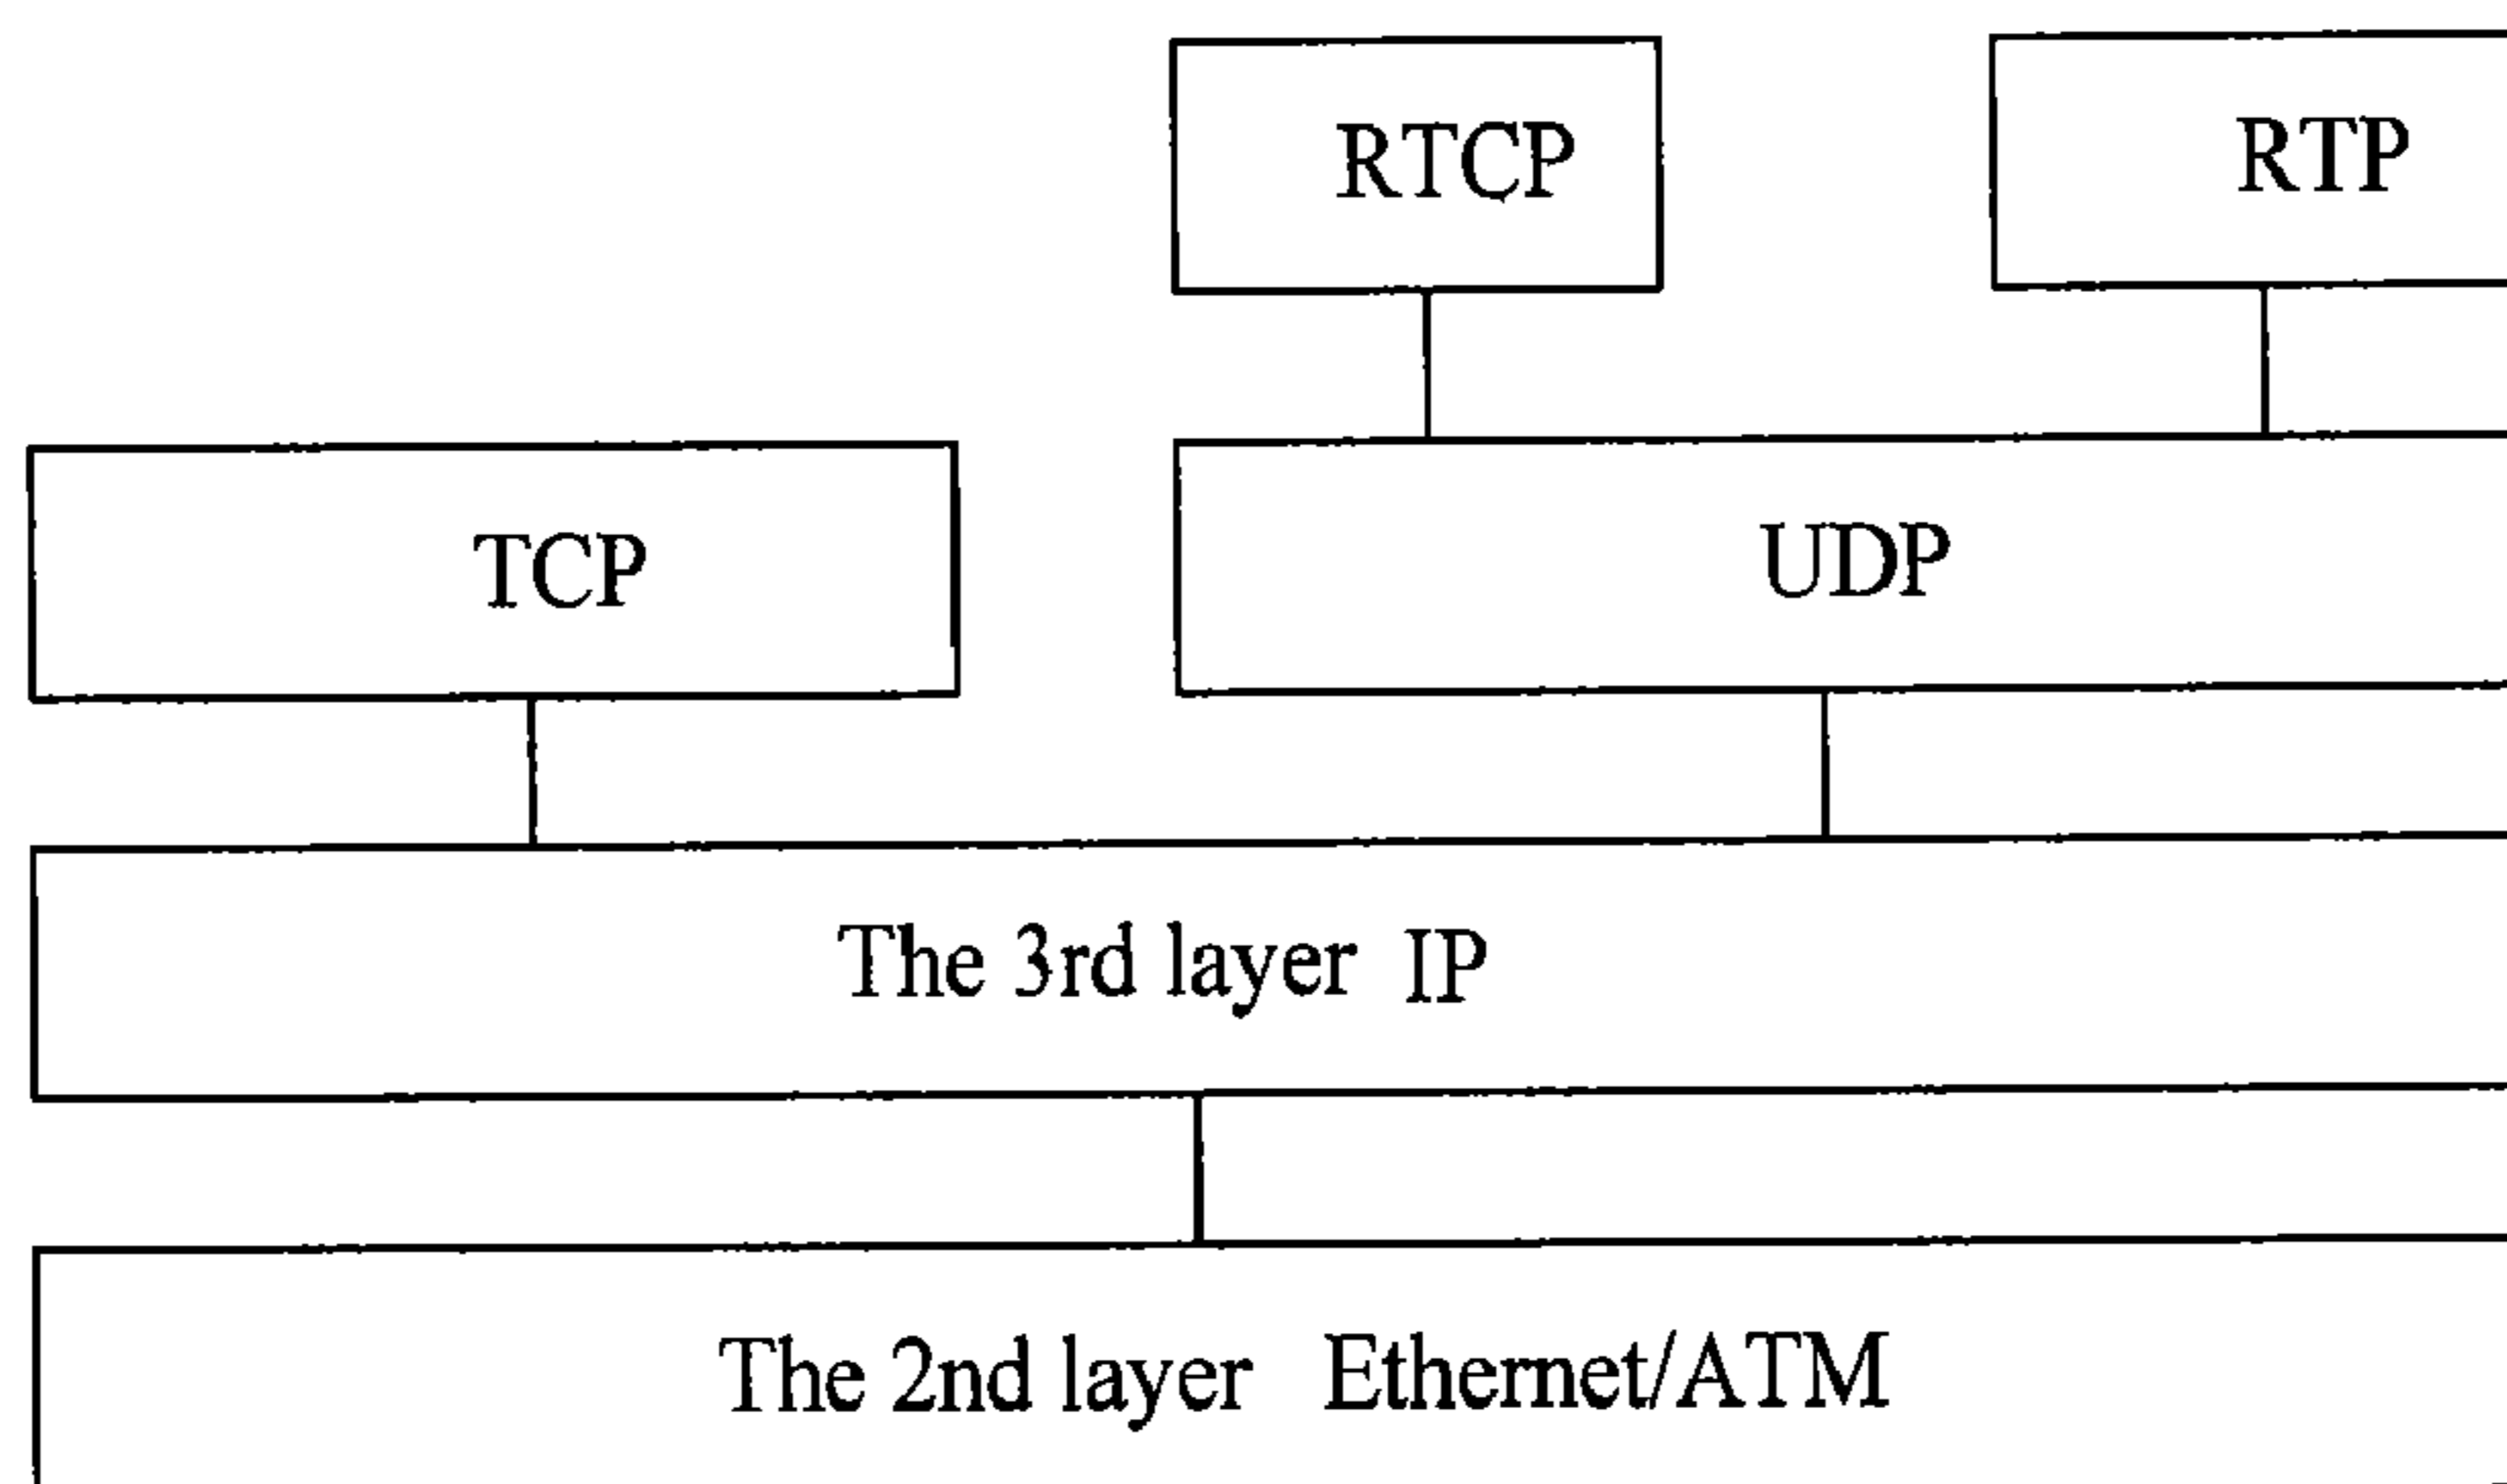 RTCP RTP
TCP UDP
The 3rd layer IP
The 2nd layer Ethernet/ATM